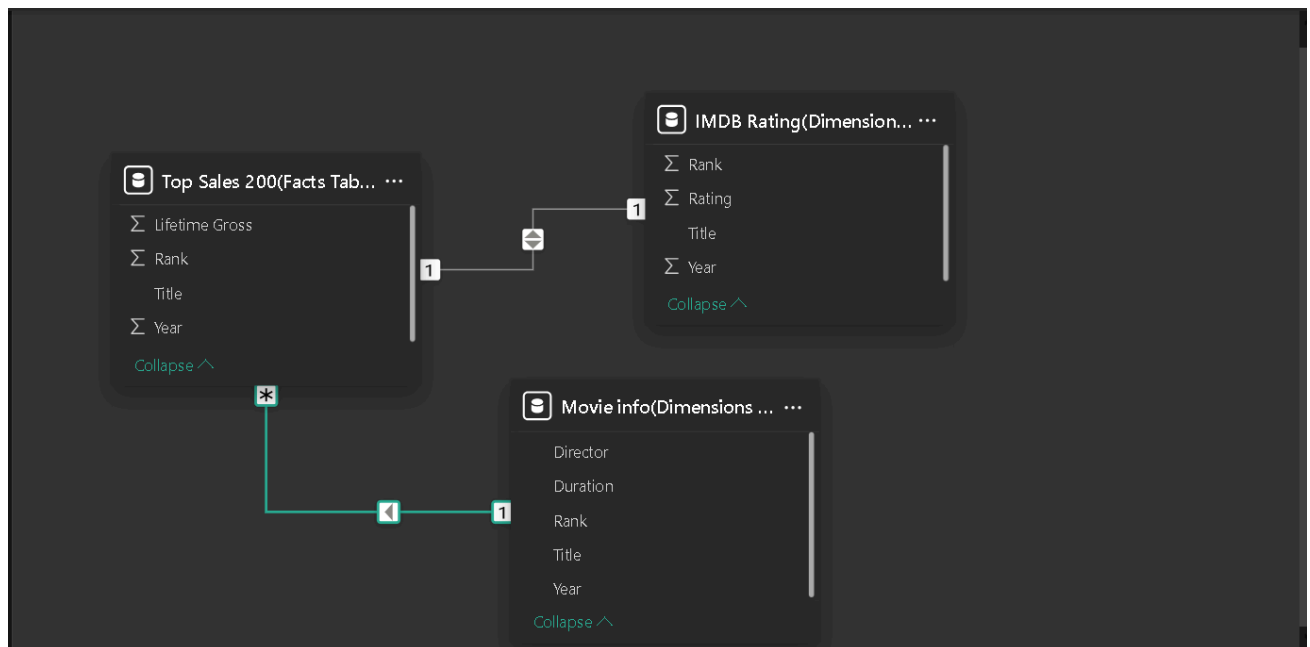 Top Sales 200(Facts Tab... ...
Σ Lifetime Gross
Σ Rank
Title
Σ Year
Collapse
1
*
IMDB Rating(Dimension... ...
Σ Rank
Σ Rating
Title
Σ Year
Collapse
1
Movie info(Dimensions ... ...
Director
Duration
Rank
Title
Year
Collapse
1